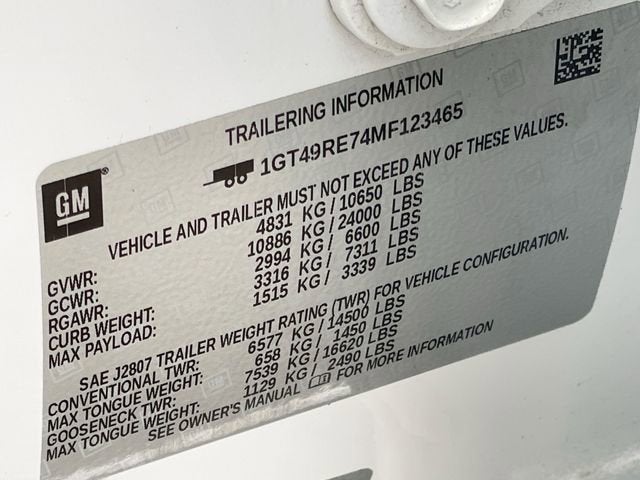 GM
TRAILERING INFORMATION
1GT49RE74MF123465
VEHICLE AND TRAILER MUST NOT EXCEED ANY OF THESE VALUES.
GVWR: 4831 KG / 10650 LBS
GCWR: 10886 KG / 24000 LBS
RGAWR: 2994 KG / 6600 LBS
CURB WEIGHT: 3316 KG / 7311 LBS
MAX PAYLOAD: 1515 KG / 3339 LBS
SAE J2807 TRAILER WEIGHT RATING (TWR) FOR VEHICLE CONFIGURATION.
CONVENTIONAL TWR: 6577 KG / 14500 LBS
MAX TONGUE WEIGHT: 658 KG / 1450 LBS
GOOSENECK TWR: 7539 KG / 16620 LBS
MAX TONGUE WEIGHT: 1129 KG / 2490 LBS
SEE OWNER'S MANUAL FOR MORE INFORMATION